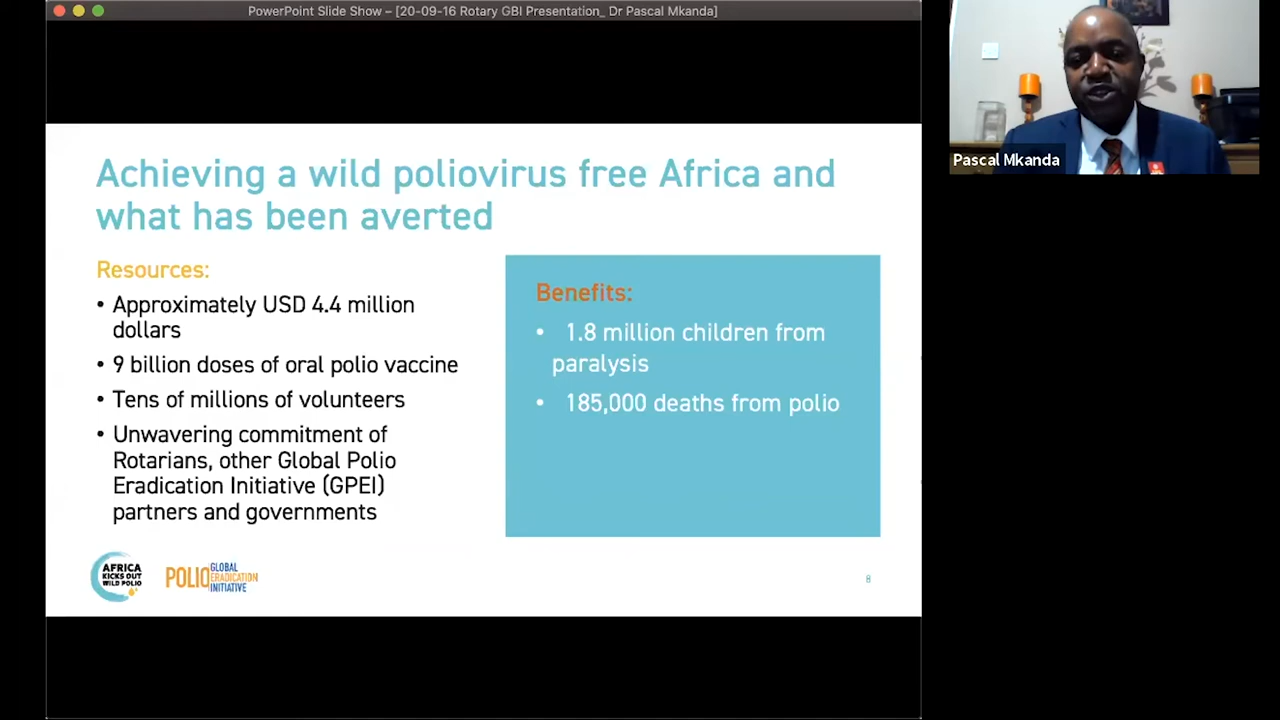 PowerPoint Slide Show – [20-09-16 Rotary GBI Presentation_ Dr Pascal Mkanda]
Pascal Mkanda
Achieving a wild poliovirus free Africa and
what has been averted
Resources:
• Approximately USD 4.4 million
dollars
• 9 billion doses of oral polio vaccine
• Tens of millions of volunteers
• Unwavering commitment of
Rotarians, other Global Polio
Eradication Initiative (GPEI)
partners and governments
Benefits:
• 1.8 million children from
paralysis
• 185,000 deaths from polio
AFRICA
KICKS OUT
WILD POLIO
POLIO
GLOBAL
ERADICATION
INITIATIVE
8